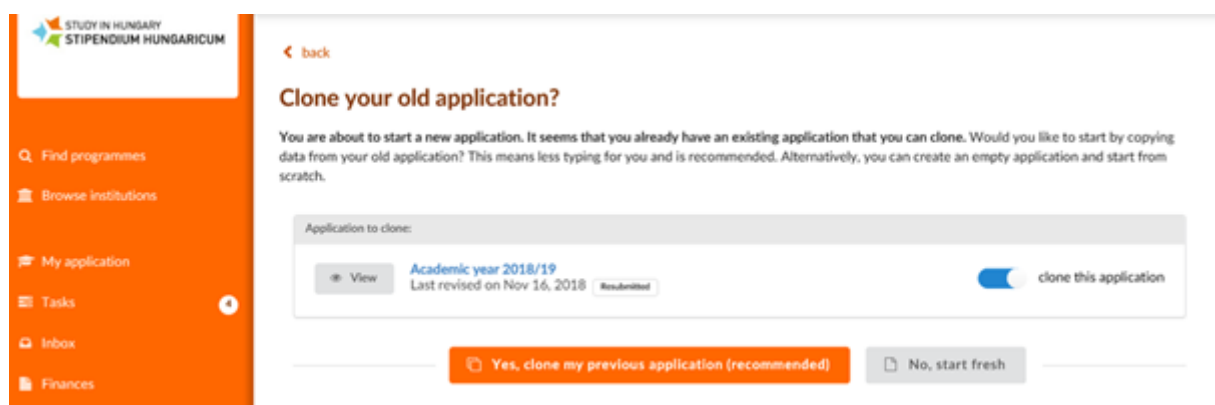 STUDY IN HUNGARY
STIPENDIUM HUNGARICUM
Find programmes
Browse institutions
My application
Tasks 4
Inbox
Finances
back
Clone your old application?
You are about to start a new application. It seems that you already have an existing application that you can clone. Would you like to start by copying
data from your old application? This means less typing for you and is recommended. Alternatively, you can create an empty application and start from
scratch.
Application to clone:
View
Academic year 2018/19
Last revised on Nov 16, 2018 Resubmitted
clone this application
Yes, clone my previous application (recommended)
No, start fresh